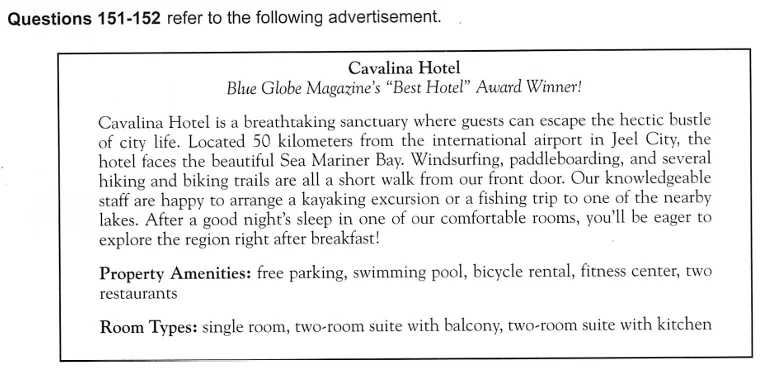 Questions 151-152 refer to the following advertisement.
Cavalina Hotel
Blue Globe Magazine's "Best Hotel" Award Winner!
Cavalina Hotel is a breathtaking sanctuary where guests can escape the hectic bustle
of city life. Located 50 kilometers from the international airport in Jeel City, the
hotel faces the beautiful Sea Mariner Bay. Windsurfing, paddleboarding, and several
hiking and biking trails are all a short walk from our front door. Our knowledgeable
staff are happy to arrange a kayaking excursion or a fishing trip to one of the nearby
lakes. After a good night's sleep in one of our comfortable rooms, you'll be eager to
explore the region right after breakfast!
Property Amenities: free parking, swimming pool, bicycle rental, fitness center, two
restaurants
Room Types: single room, two-room suite with balcony, two-room suite with kitchen